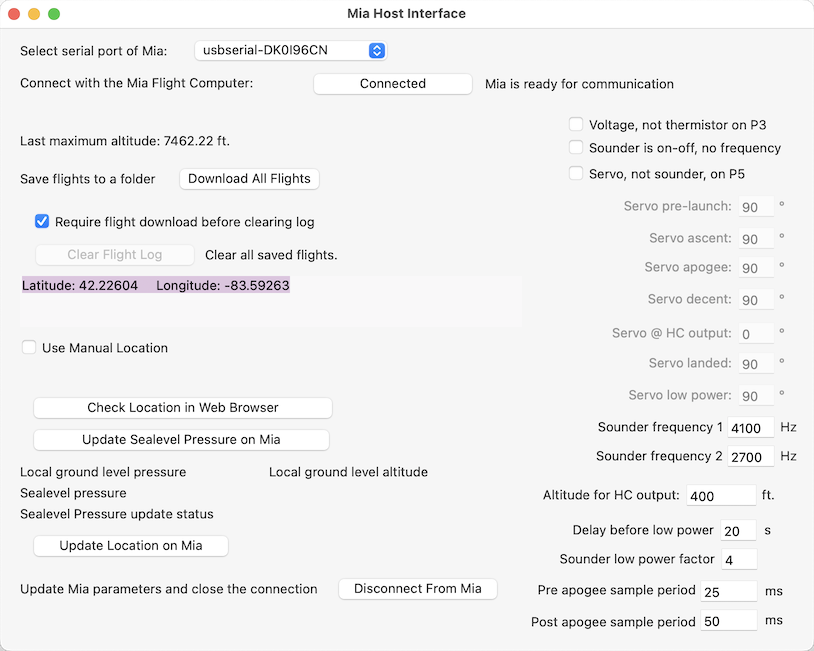 Mia Host Interface
Select serial port of Mia: usbserial-DK0I96CN
Connect with the Mia Flight Computer: Connected Mia is ready for communication
Voltage, not thermistor on P3
Last maximum altitude: 7462.22 ft.
Sounder is on-off, no frequency
Save flights to a folder Download All Flights
Servo, not sounder, on P5
Servo pre-launch: 90 °
Require flight download before clearing log
Servo ascent: 90 °
Clear Flight Log Clear all saved flights.
Servo apogee: 90 °
Latitude: 42.22604 Longitude: -83.59263
Servo decent: 90 °
Servo @ HC output: 0 °
Use Manual Location
Servo landed: 90 °
Servo low power: 90 °
Check Location in Web Browser
Sounder frequency 1 4100 Hz
Update Sealevel Pressure on Mia
Sounder frequency 2 2700 Hz
Local ground level pressure Local ground level altitude
Sealevel pressure
Altitude for HC output: 400 ft.
Sealevel Pressure update status
Delay before low power 20 s
Update Location on Mia
Sounder low power factor 4
Update Mia parameters and close the connection Disconnect From Mia
Pre apogee sample period 25 ms
Post apogee sample period 50 ms